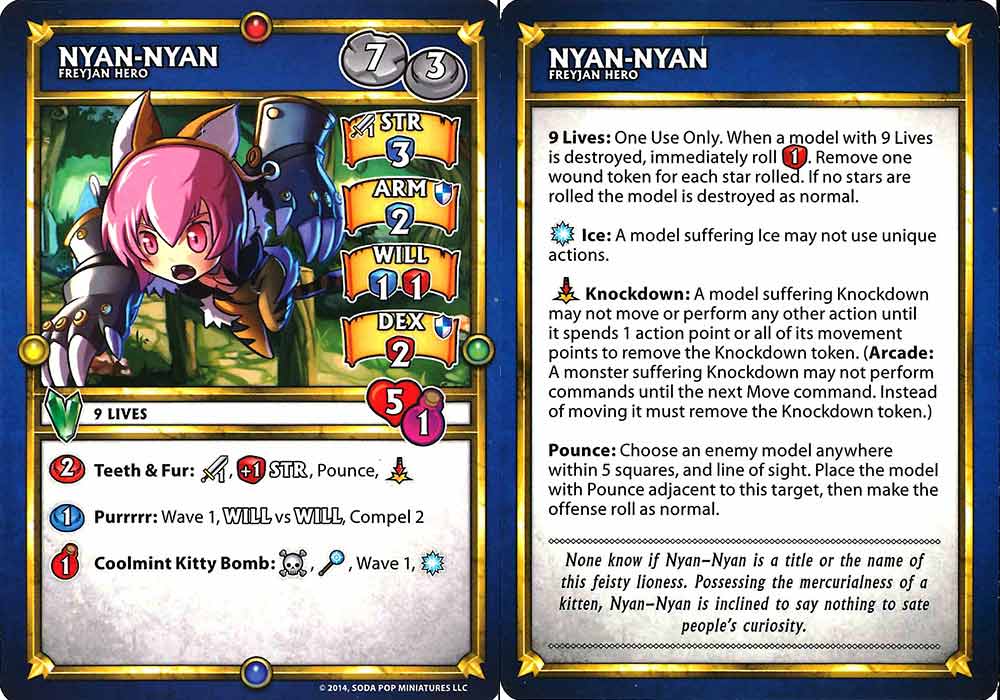 NYAN-NYAN
FREYJAN HERO
7
3
STR
3
ARM
2
WILL
1 1
DEX
2
9 LIVES
5
1
2 Teeth & Fur: , +1 STR, Pounce,
1 Purrrrr: Wave 1, WILL vs WILL, Compel 2
1 Coolmint Kitty Bomb: , , Wave 1,
© 2014, SODA POP MINIATURES LLC
NYAN-NYAN
FREYJAN HERO
9 Lives: One Use Only. When a model with 9 Lives
is destroyed, immediately roll 1. Remove one
wound token for each star rolled. If no stars are
rolled the model is destroyed as normal.
Ice: A model suffering Ice may not use unique
actions.
Knockdown: A model suffering Knockdown
may not move or perform any other action until
it spends 1 action point or all of its movement
points to remove the Knockdown token. (Arcade:
A monster suffering Knockdown may not perform
commands until the next Move command. Instead
of moving it must remove the Knockdown token.)
Pounce: Choose an enemy model anywhere
within 5 squares, and line of sight. Place the model
with Pounce adjacent to this target, then make the
offense roll as normal.
None know if Nyan-Nyan is a title or the name of
this feisty lioness. Possessing the mercurialness of a
kitten, Nyan-Nyan is inclined to say nothing to sate
people's curiosity.